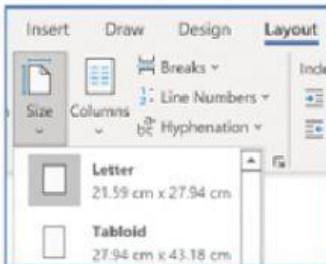 Insert Draw Design Layout
Breaks
Line Numbers
Hyphenation
Size Columns
Letter
21.59 cm x 27.94 cm
Tabloid
27.94 cm x 43.18 cm